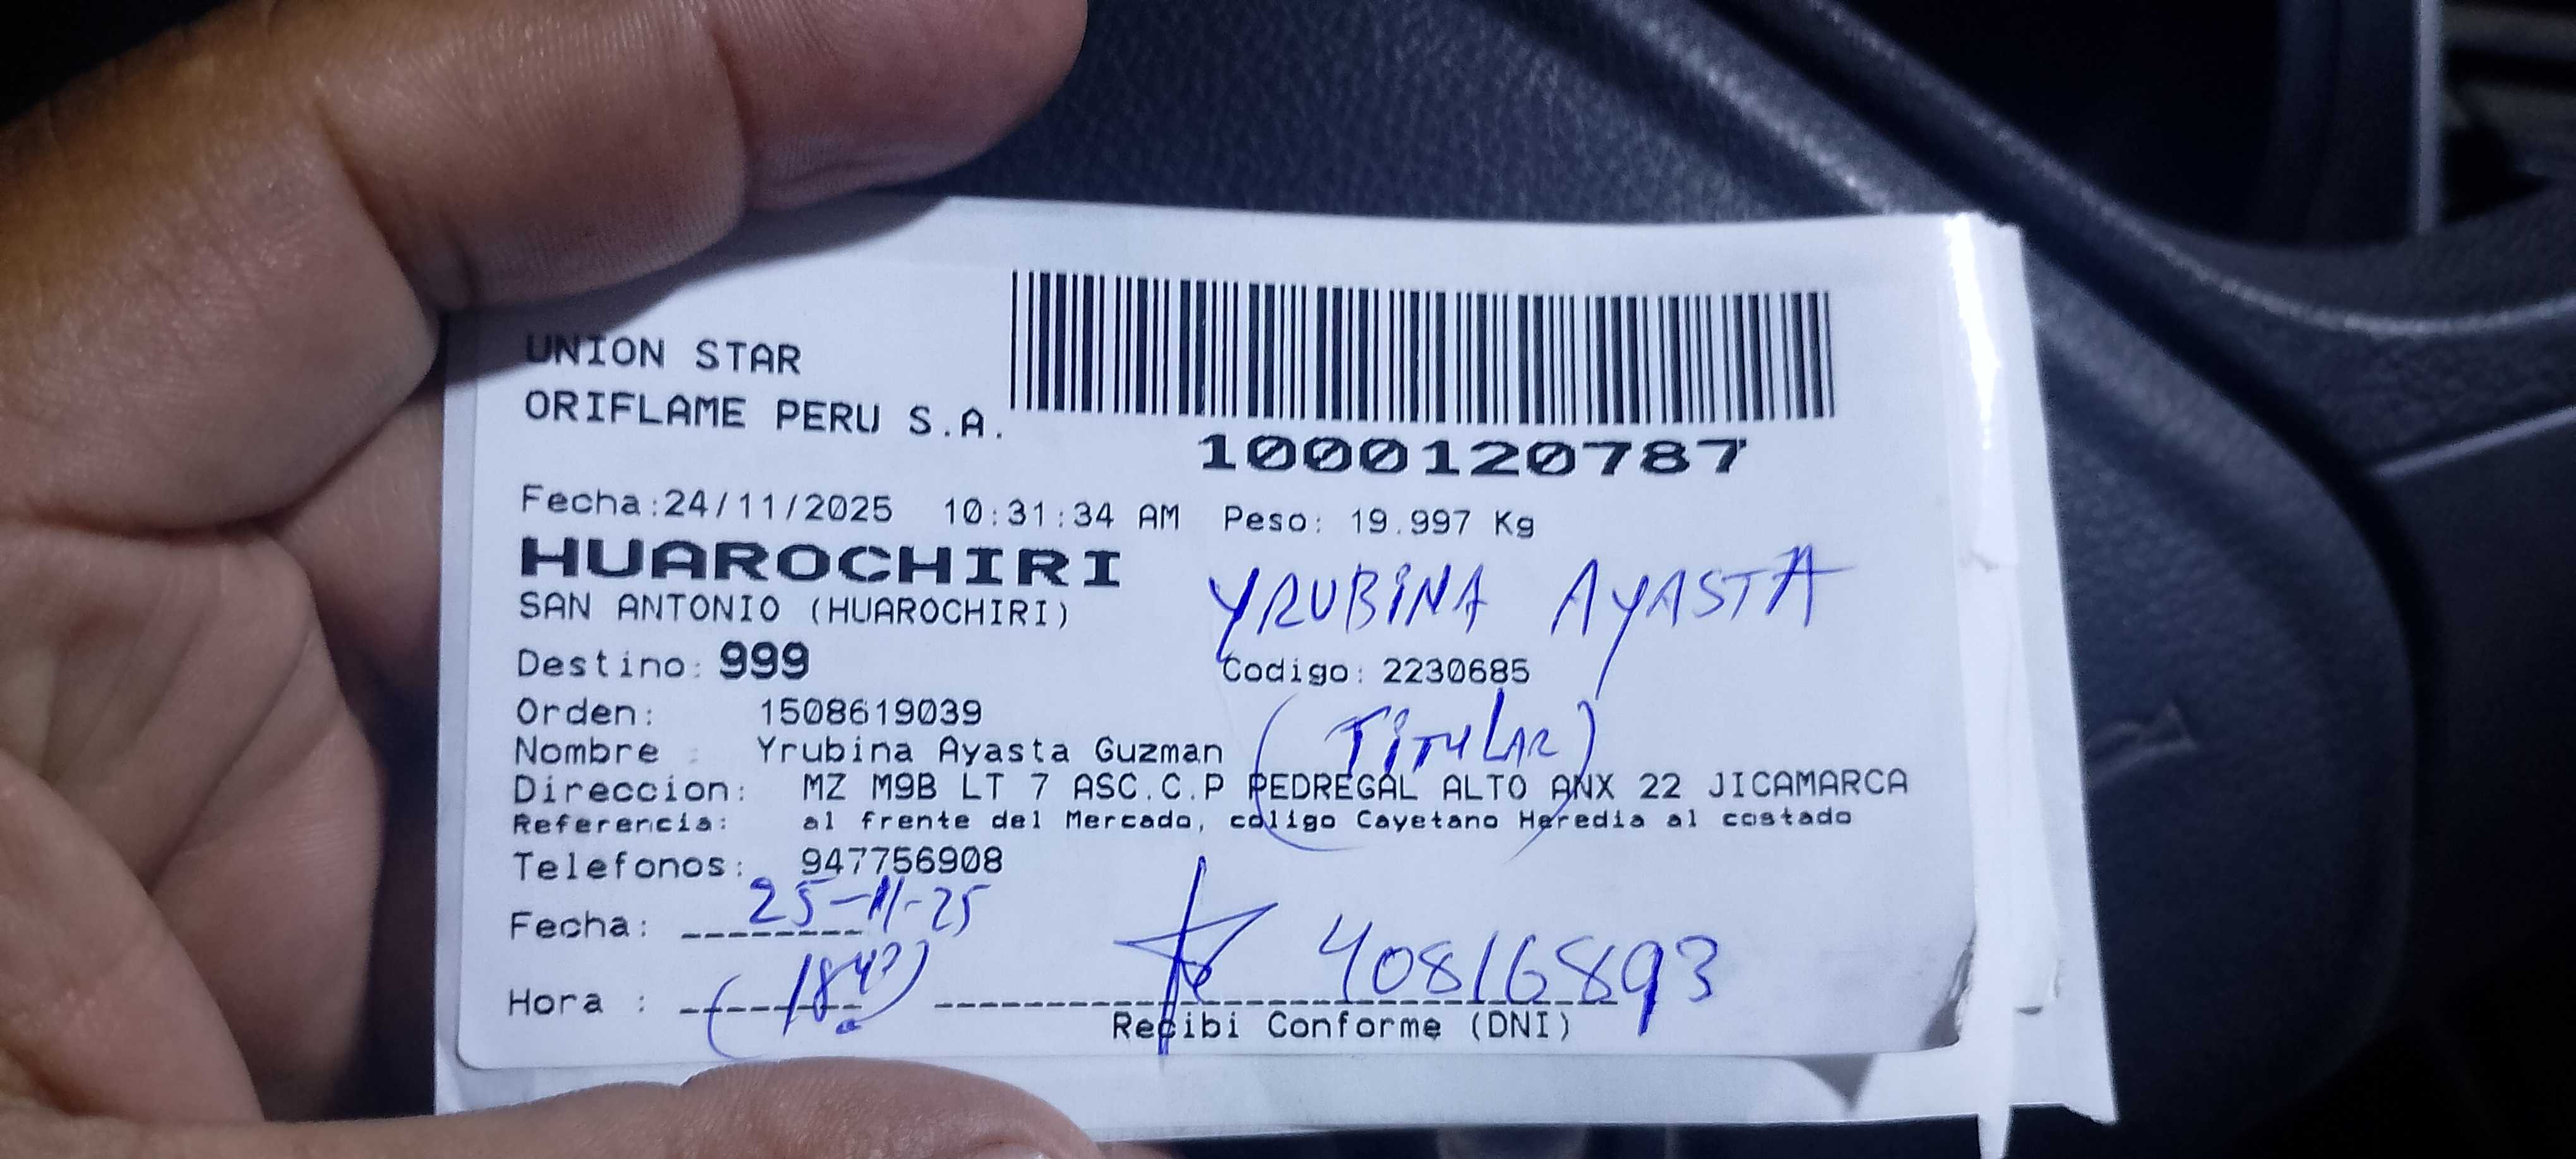 UNION STAR
ORIFLAME PERU S.A.
1000120787
Fecha:24/11/2025 10:31:34 AM Peso: 19.997 Kg
HUAROCHIRI
SAN ANTONIO (HUAROCHIRI)
YRUBINA AYASTA
Destino: 999 Codigo: 2230685
Orden: 1508619039
(TITULAR)
Nombre : Yrubina Ayasta Guzman
Direccion: MZ M9B LT 7 ASC.C.P PEDREGAL ALTO ANX 22 JICAMARCA
Referencia: al frente del Mercado, coligo Cayetano Heredia al costado
Telefonos: 947756908
Fecha: 25-11-25
40816893
Hora :
Recibi Conforme (DNI)